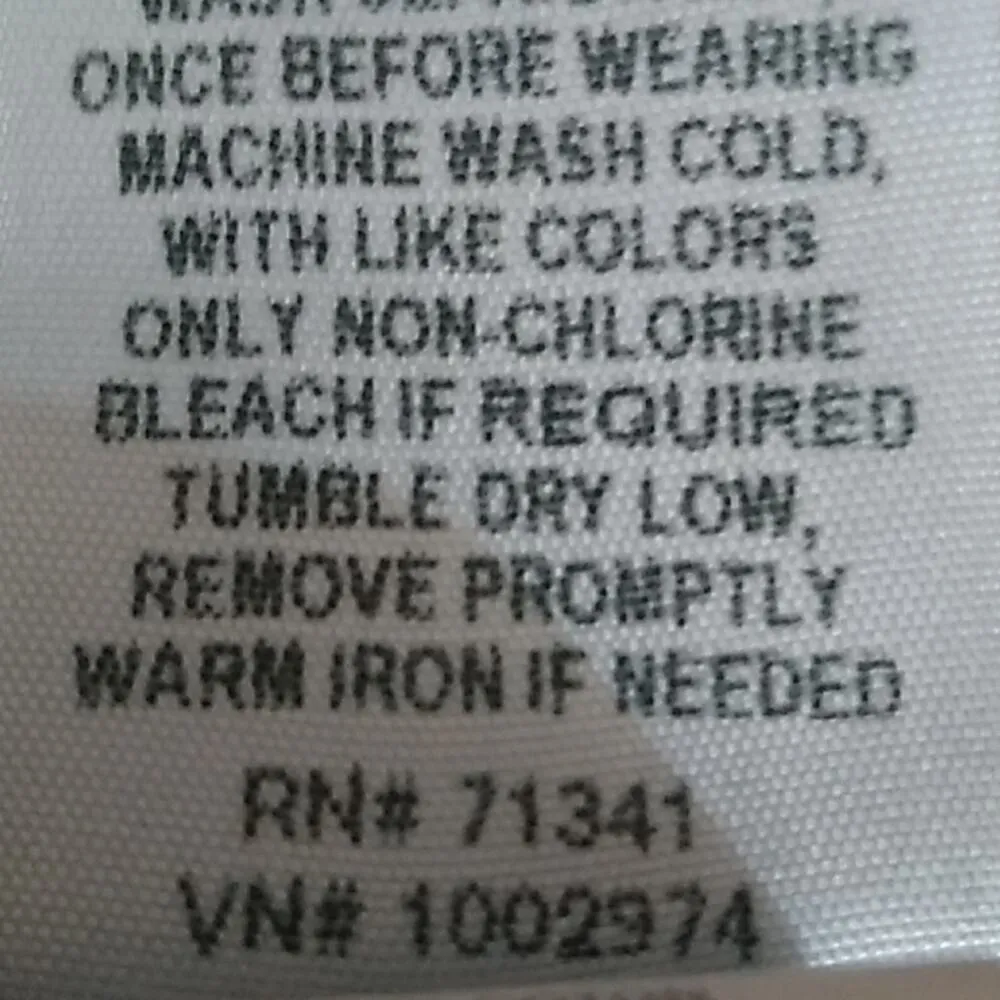 ONCE BEFORE WEARING
MACHINE WASH COLD,
WITH LIKE COLORS
ONLY NON-CHLORINE
BLEACH IF REQUIRED
TUMBLE DRY LOW,
REMOVE PROMPTLY
WARM IRON IF NEEDED
RN# 71341
VN# 1002974